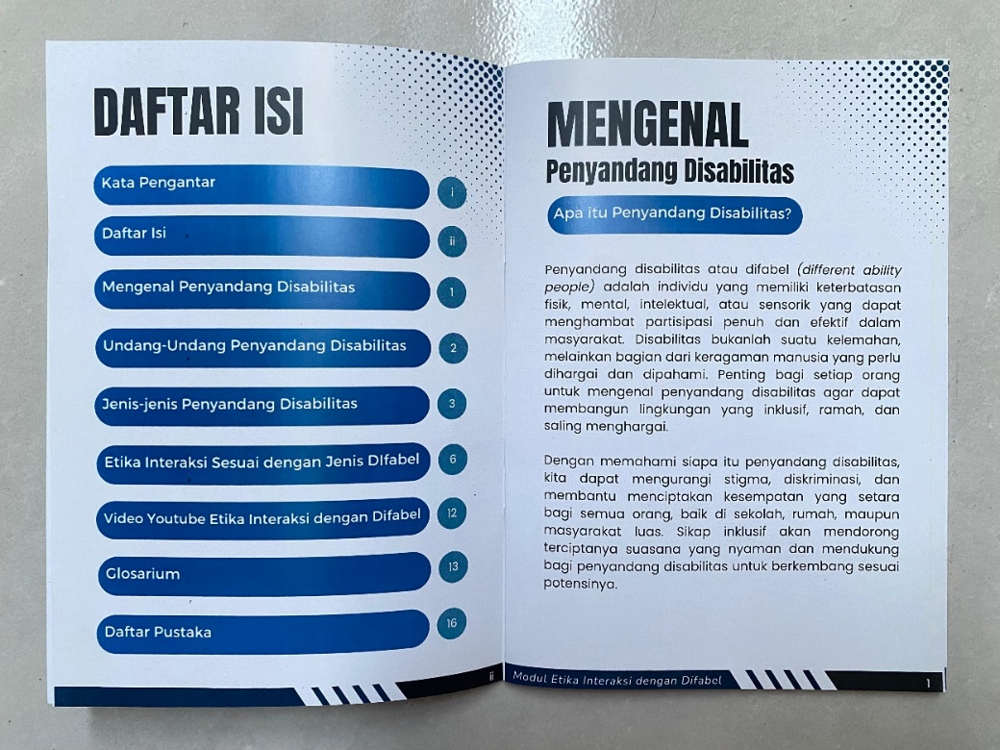 DAFTAR ISI
Kata Pengantar
i
Daftar Isi
ii
Mengenal Penyandang Disabilitas
1
Undang-Undang Penyandang Disabilitas
2
Jenis-jenis Penyandang Disabilitas
3
Etika Interaksi Sesuai dengan Jenis DIfabel
6
Video Youtube Etika Interaksi dengan Difabel
12
Glosarium
13
Daftar Pustaka
16
ii
MENGENAL
Penyandang Disabilitas
Apa itu Penyandang Disabilitas?
Penyandang disabilitas atau difabel (different ability
people) adalah individu yang memiliki keterbatasan
fisik, mental, intelektual, atau sensorik yang dapat
menghambat partisipasi penuh dan efektif dalam
masyarakat. Disabilitas bukanlah suatu kelemahan,
melainkan bagian dari keragaman manusia yang perlu
dihargai dan dipahami. Penting bagi setiap orang
untuk mengenal penyandang disabilitas agar dapat
membangun lingkungan yang inklusif, ramah, dan
saling menghargai.
Dengan memahami siapa itu penyandang disabilitas,
kita dapat mengurangi stigma, diskriminasi, dan
membantu menciptakan kesempatan yang setara
bagi semua orang, baik di sekolah, rumah, maupun
masyarakat luas. Sikap inklusif akan mendorong
terciptanya suasana yang nyaman dan mendukung
bagi penyandang disabilitas untuk berkembang sesuai
potensinya.
Modul Etika Interaksi dengan Difabel
1